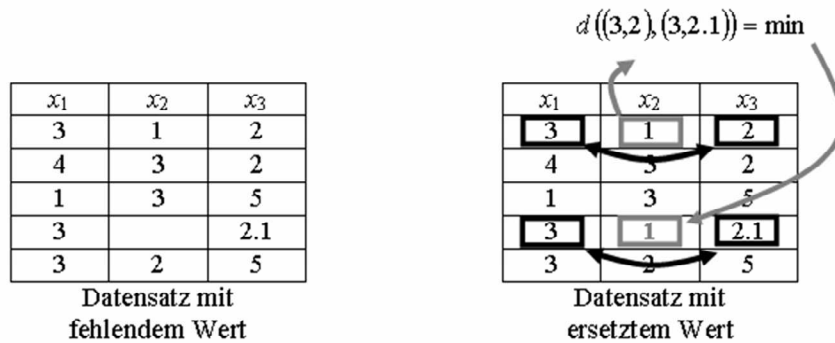 d((3,2),(3,2.1)) = min
x₁ x₂ x₃
3 1 2
4 3 2
1 3 5
3 2.1
3 2 5
Datensatz mit
fehlendem Wert
x₁ x₂ x₃
3 1 2
4 3 2
1 3 5
3 1 2.1
3 2 5
Datensatz mit
ersetztem Wert